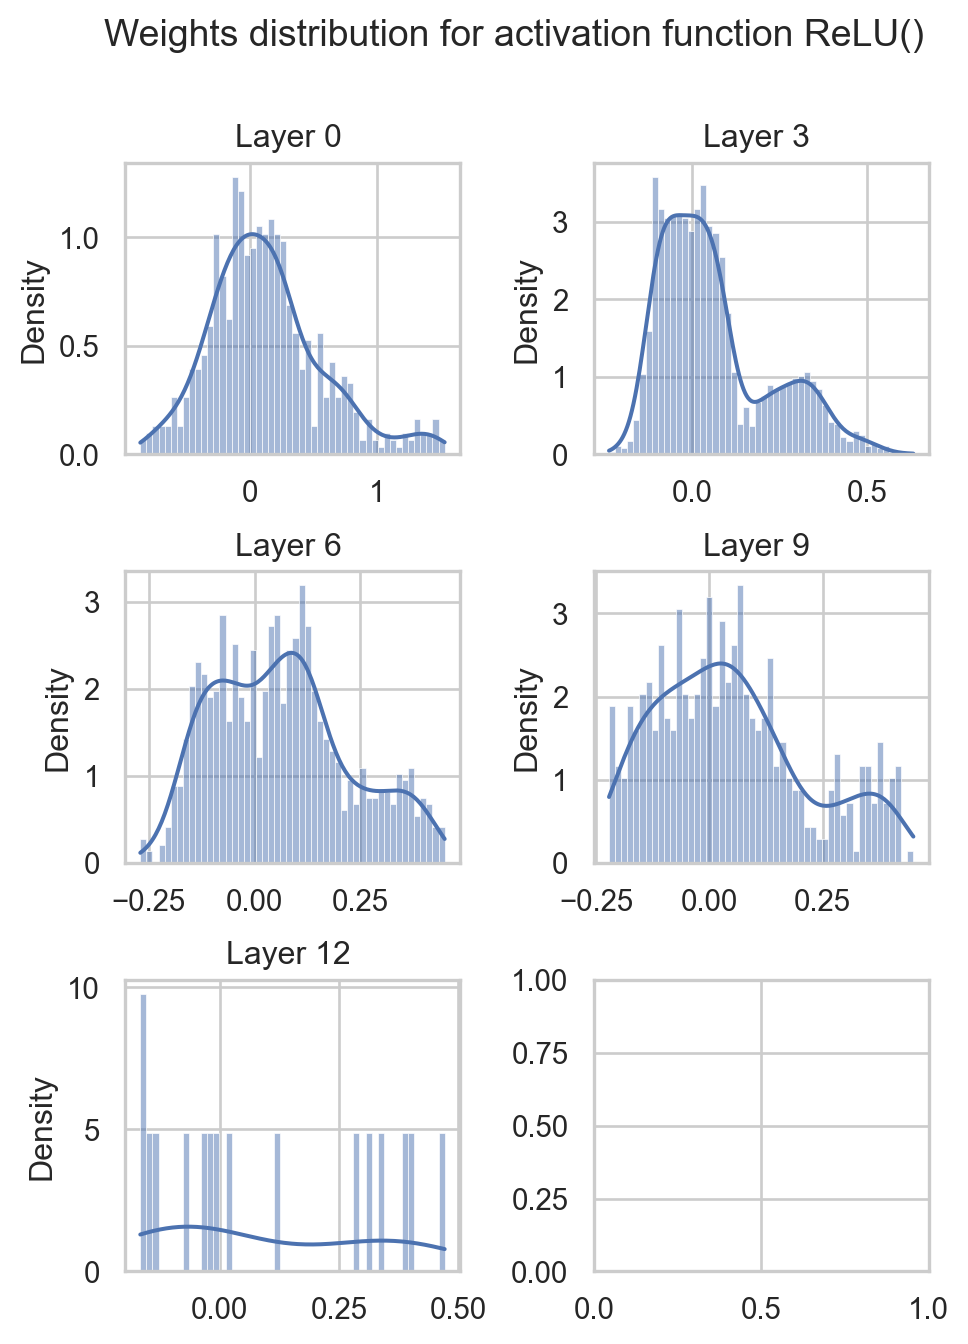 Weights distribution for activation function ReLU()
Layer 0
Density
1.0
0.5
0.0
0 1
Layer 3
Density
3
2
1
0
0.0 0.5
Layer 6
Density
3
2
1
0
−0.25 0.00 0.25
Layer 9
Density
3
2
1
0
−0.25 0.00 0.25
Layer 12
Density
10
5
0
0.00 0.25 0.50
1.00
0.75
0.50
0.25
0.00
0.0 0.5 1.0